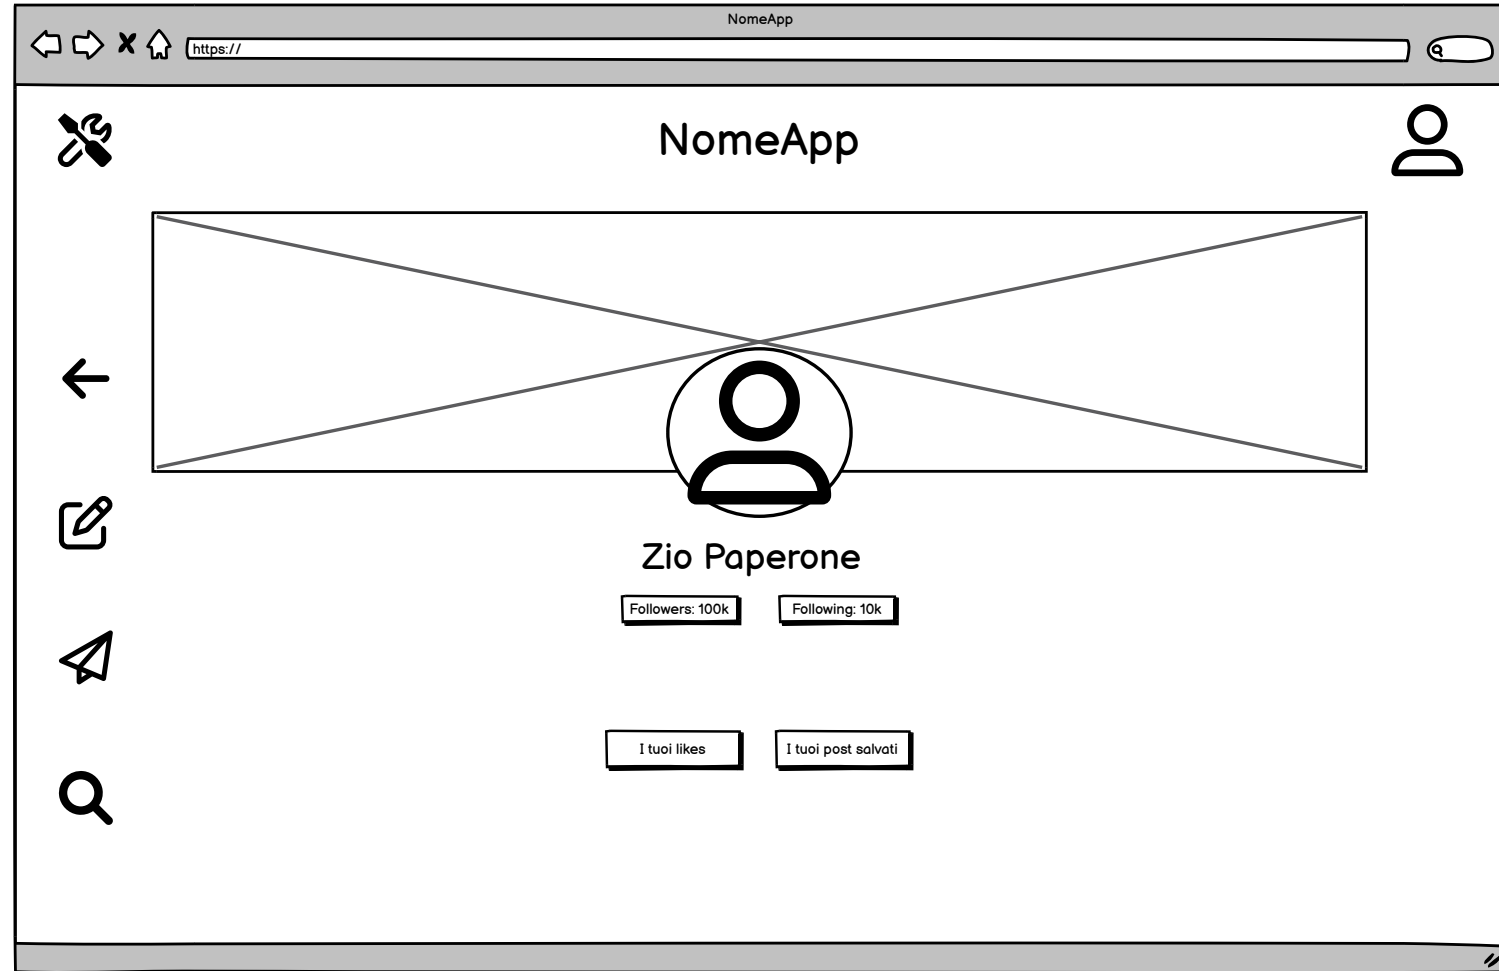 NomeApp
https://
NomeApp
Zio Paperone
Followers: 100k
Following: 10k
I tuoi likes
I tuoi post salvati